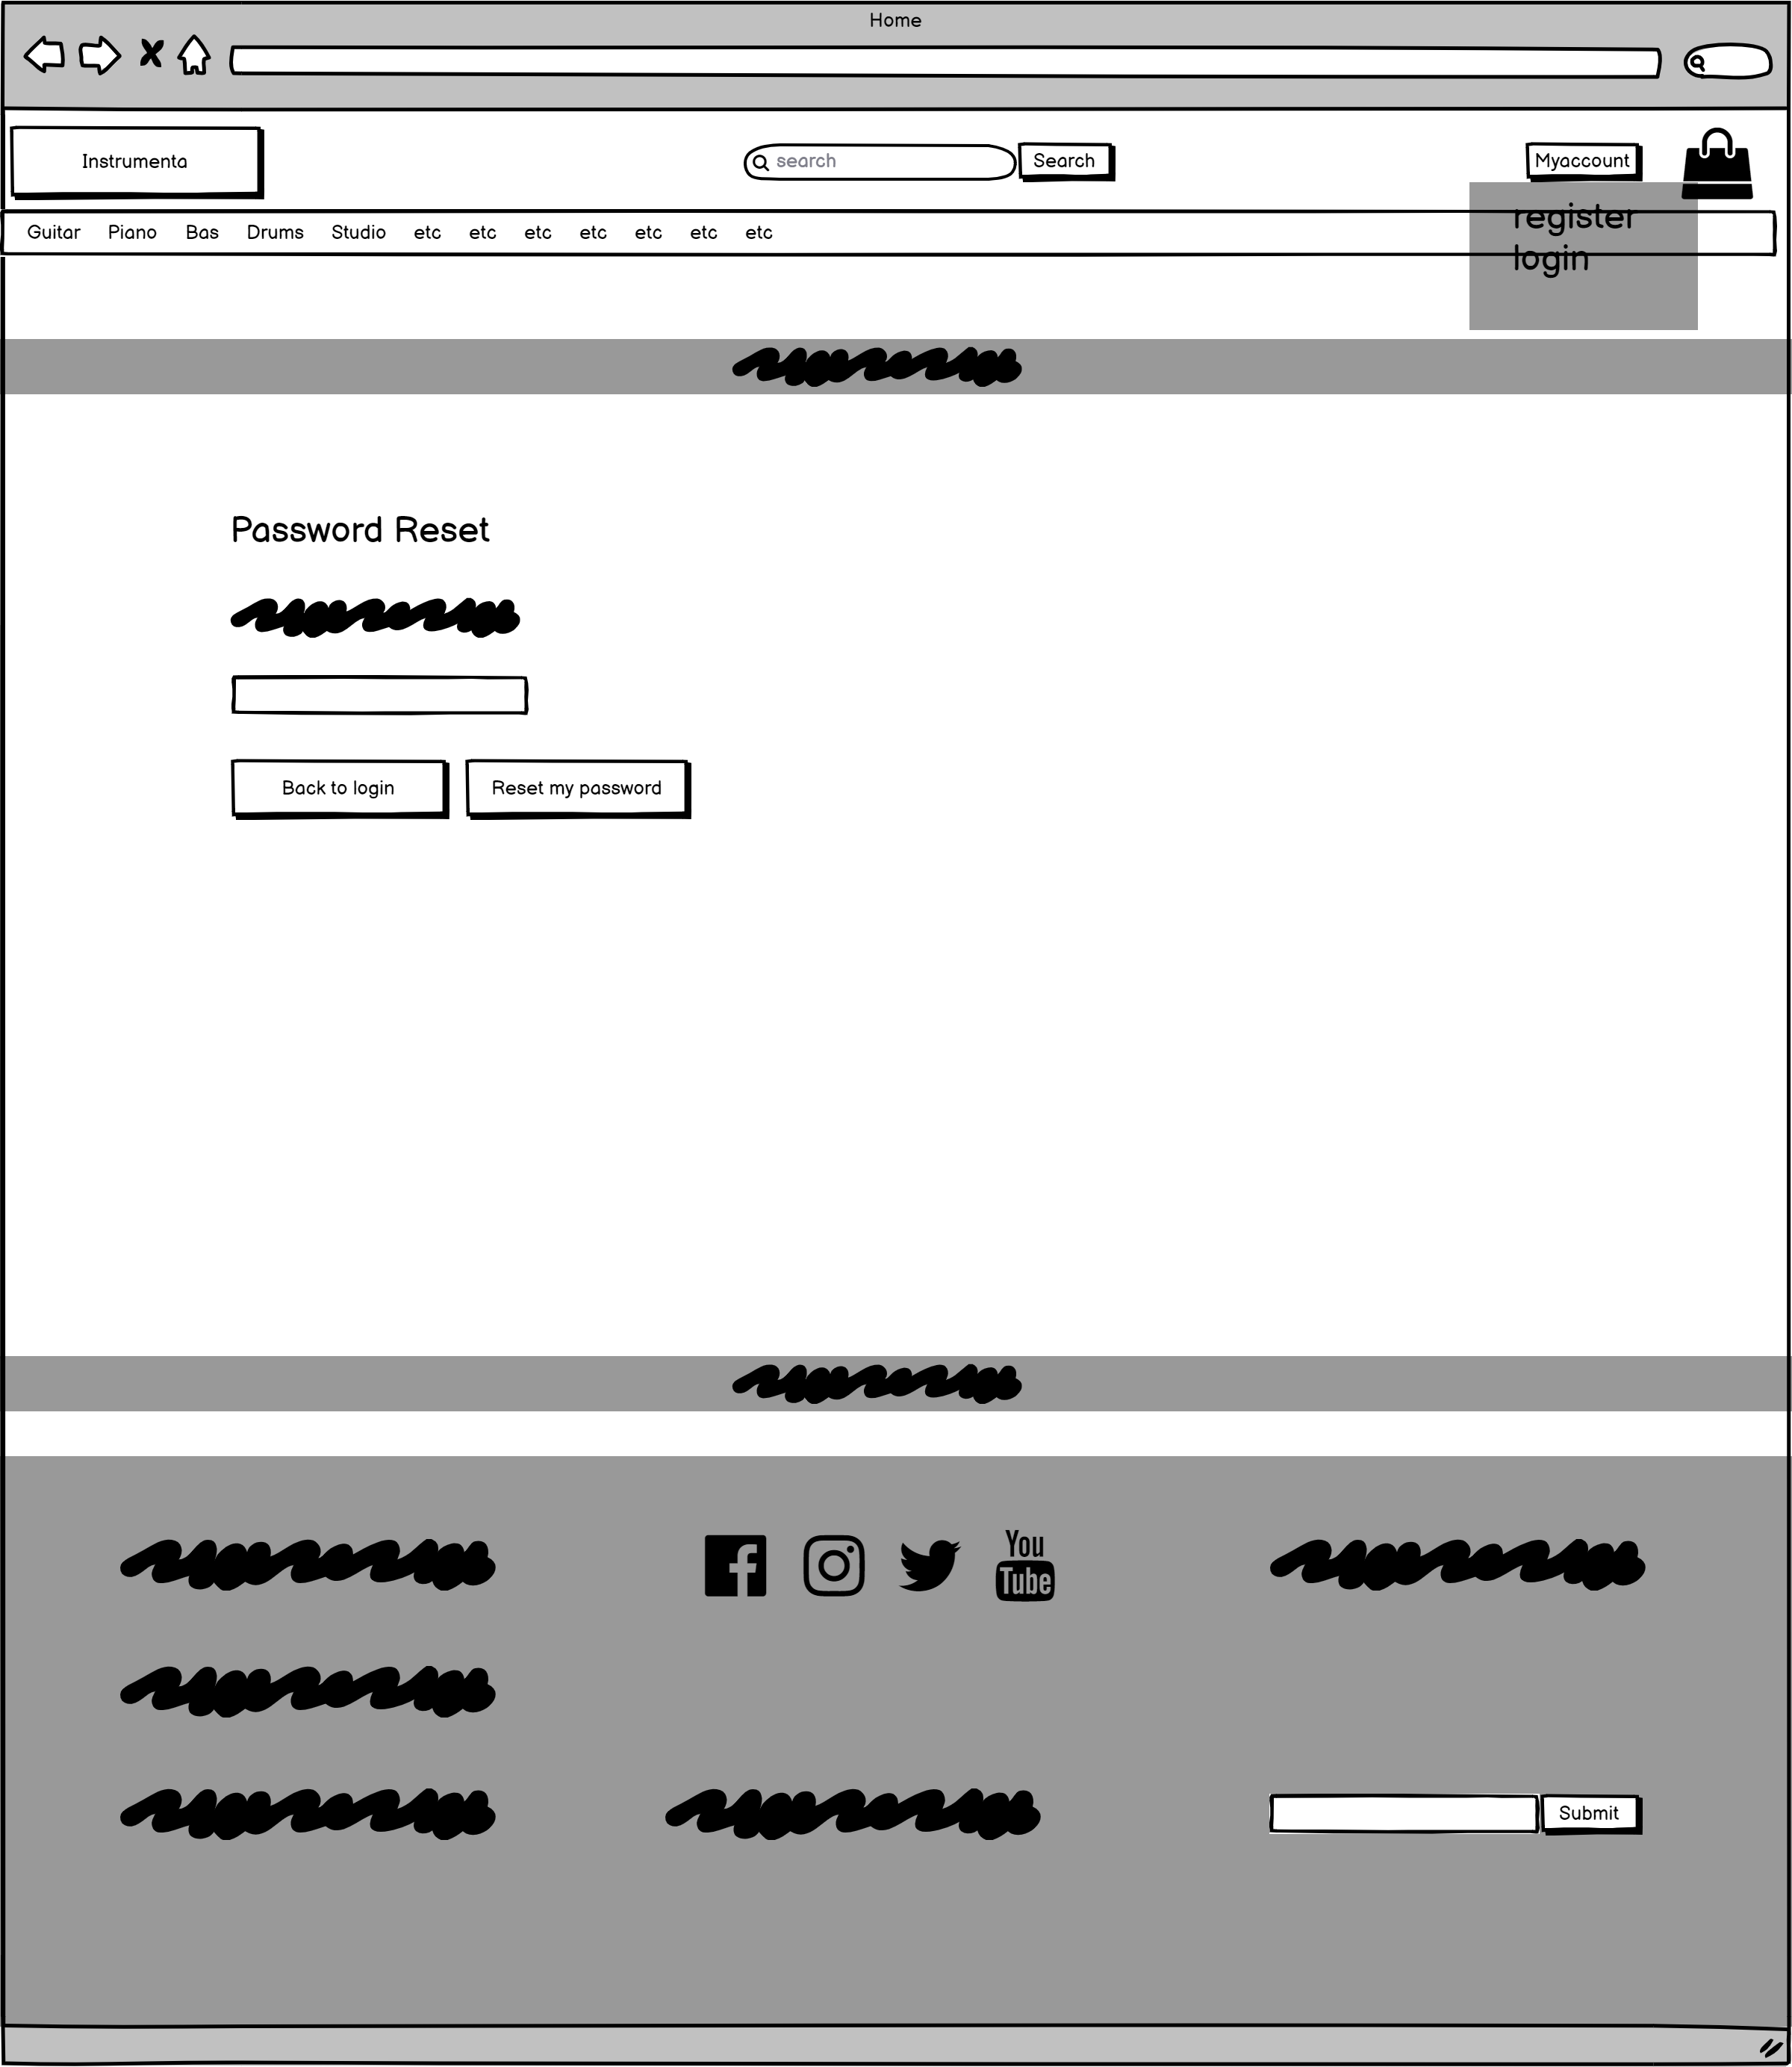 Home
Instrumenta
search
Search
Myaccount
register
login
Guitar Piano Bas Drums Studio etc etc etc etc etc etc etc
Password Reset
Back to login
Reset my password
You
Tube
Submit